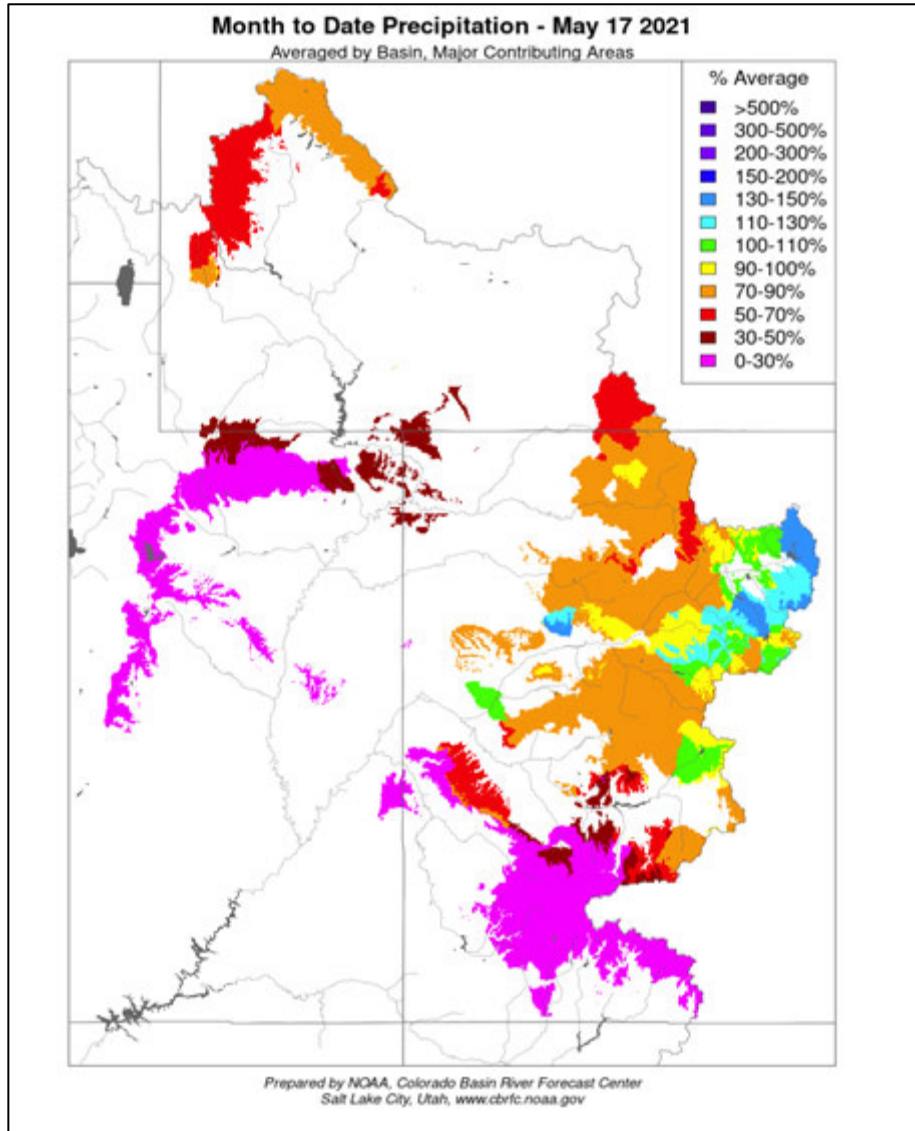 Month to Date Precipitation - May 17 2021
Averaged by Basin, Major Contributing Areas
% Average
>500%
300-500%
200-300%
150-200%
130-150%
110-130%
100-110%
90-100%
70-90%
50-70%
30-50%
0-30%
Prepared by NOAA, Colorado Basin River Forecast Center
Salt Lake City, Utah, www.cbrfc.noaa.gov